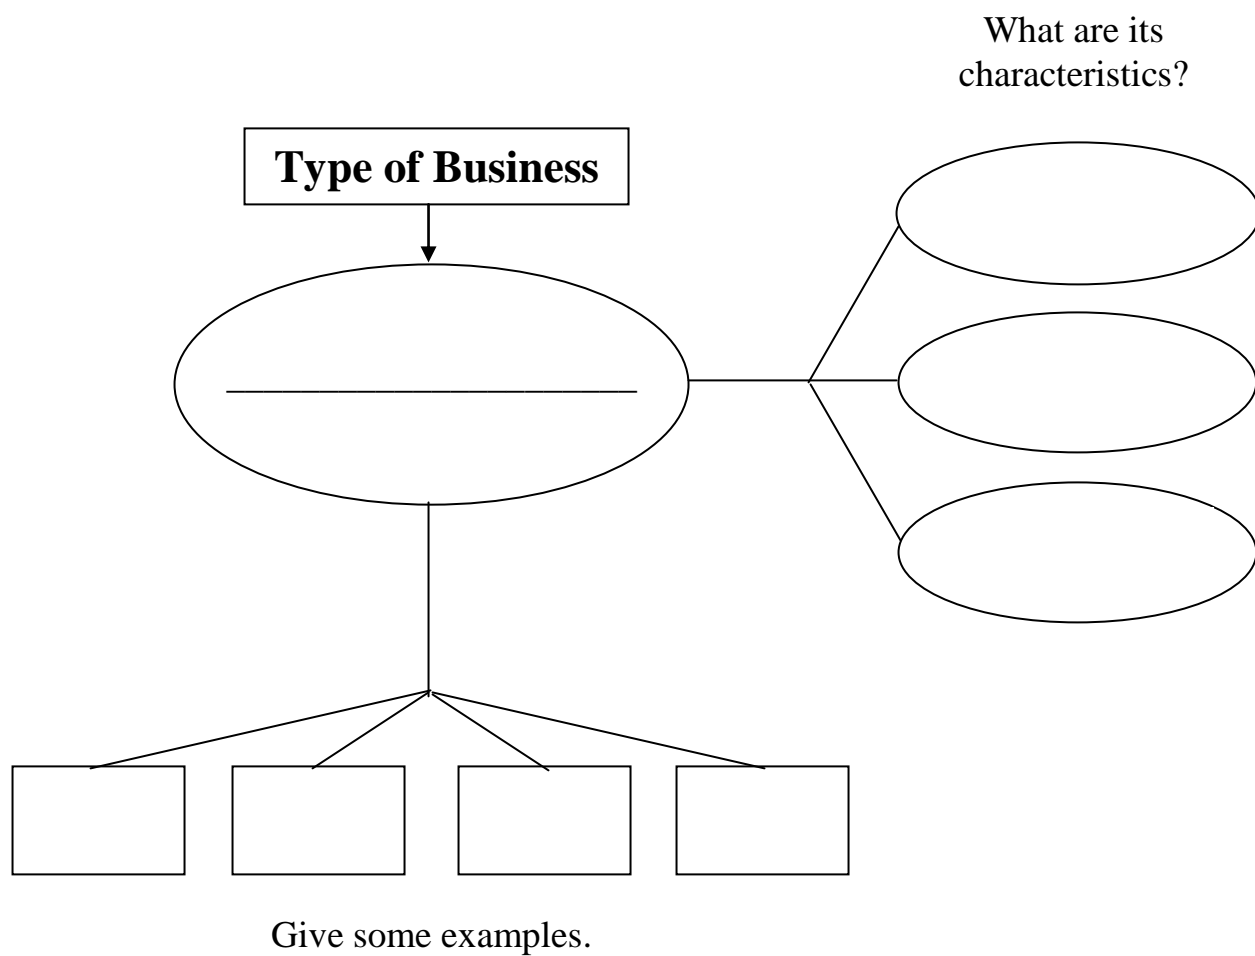 What are its
characteristics?
Type of Business
Give some examples.